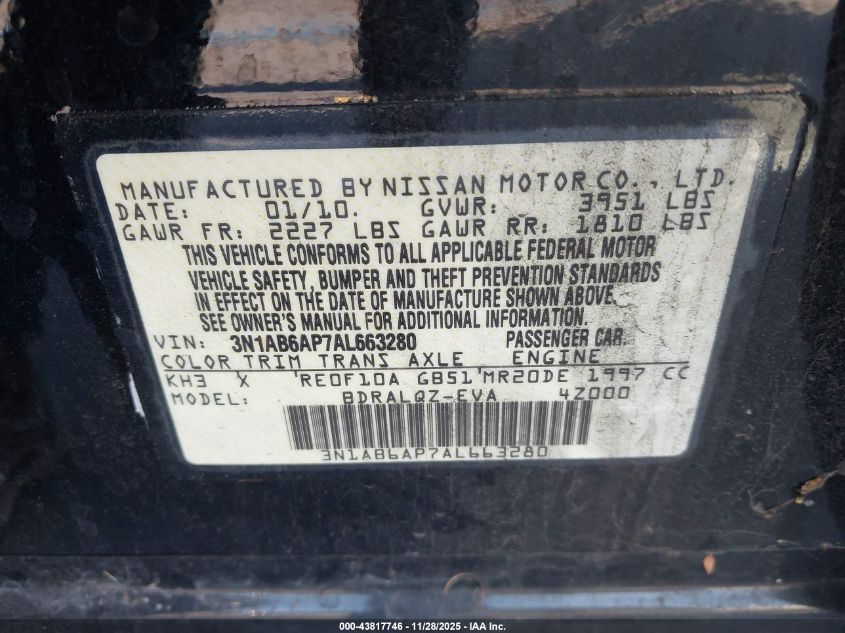 MANUFACTURED BY NISSAN MOTOR CO., LTD.
DATE: 01/10. GVWR: 3951 LBS
GAWR FR: 2227 LBS GAWR RR: 1810 LBS
THIS VEHICLE CONFORMS TO ALL APPLICABLE FEDERAL MOTOR
VEHICLE SAFETY, BUMPER AND THEFT PREVENTION STANDARDS
IN EFFECT ON THE DATE OF MANUFACTURE SHOWN ABOVE.
SEE OWNER'S MANUAL FOR ADDITIONAL INFORMATION.
VIN: 3N1AB6AP7AL663280 PASSENGER CAR.
COLOR TRIM TRANS AXLE ENGINE
KH3 X 'RE0F10A GB51'MR20DE 1997 CC
MODEL: BDRALQZ-EVA 4Z000
3N1AB6AP7AL663280
000-43817746 | 11/28/2025 - IAA Inc.